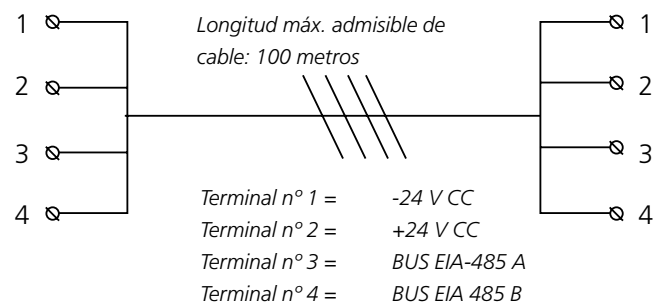 1
Longitud máx. admisible de
1
cable: 100 metros
2
2
3
3
4
Terminal nº 1 = -24 V CC
4
Terminal nº 2 = +24 V CC
Terminal nº 3 = BUS EIA-485 A
Terminal nº 4 = BUS EIA 485 B